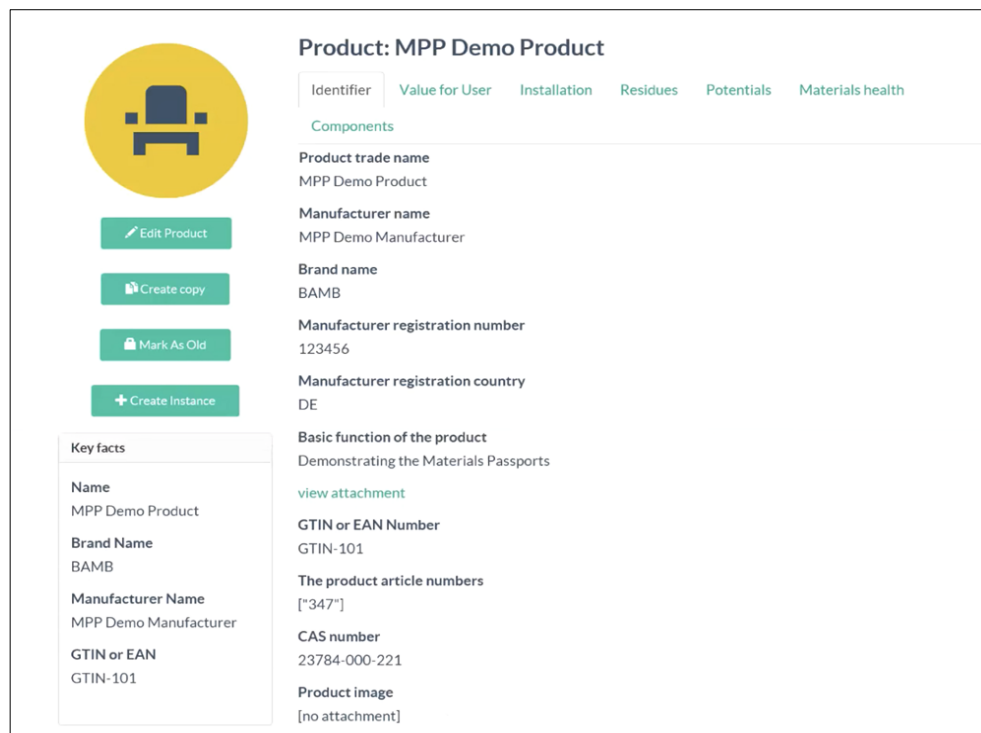 Product: MPP Demo Product
Identifier Value for User Installation Residues Potentials Materials health
Components
Product trade name
MPP Demo Product
Manufacturer name
MPP Demo Manufacturer
Brand name
BAMB
Manufacturer registration number
123456
Manufacturer registration country
DE
Basic function of the product
Demonstrating the Materials Passports
view attachment
GTIN or EAN Number
GTIN-101
The product article numbers
["347"]
CAS number
23784-000-221
Product image
[no attachment]
Edit Product
Create copy
Mark As Old
Create Instance
Key facts
Name
MPP Demo Product
Brand Name
BAMB
Manufacturer Name
MPP Demo Manufacturer
GTIN or EAN
GTIN-101